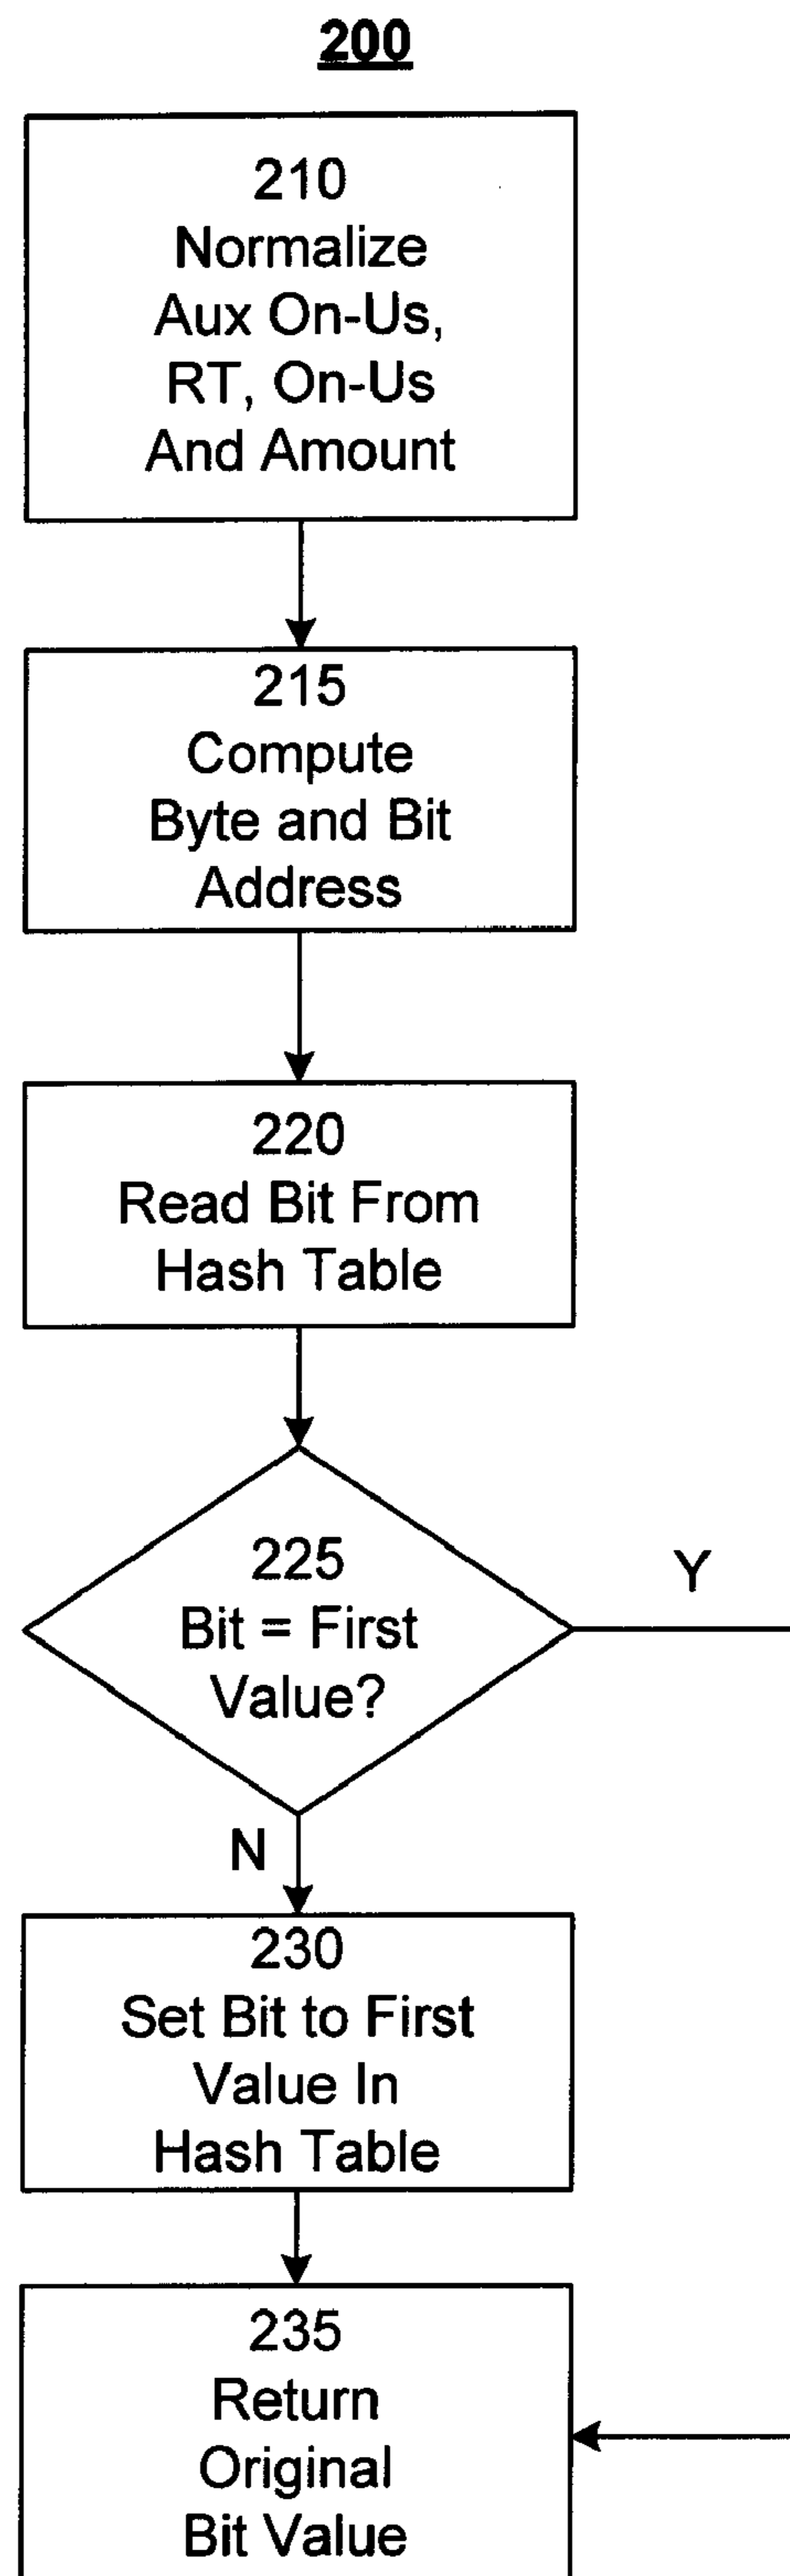 200
210
Normalize
Aux On-Us,
RT, On-Us
And Amount
215
Compute
Byte and Bit
Address
220
Read Bit From
Hash Table
225
Bit = First
Value?
Y
N
230
Set Bit to First
Value In
Hash Table
235
Return
Original
Bit Value